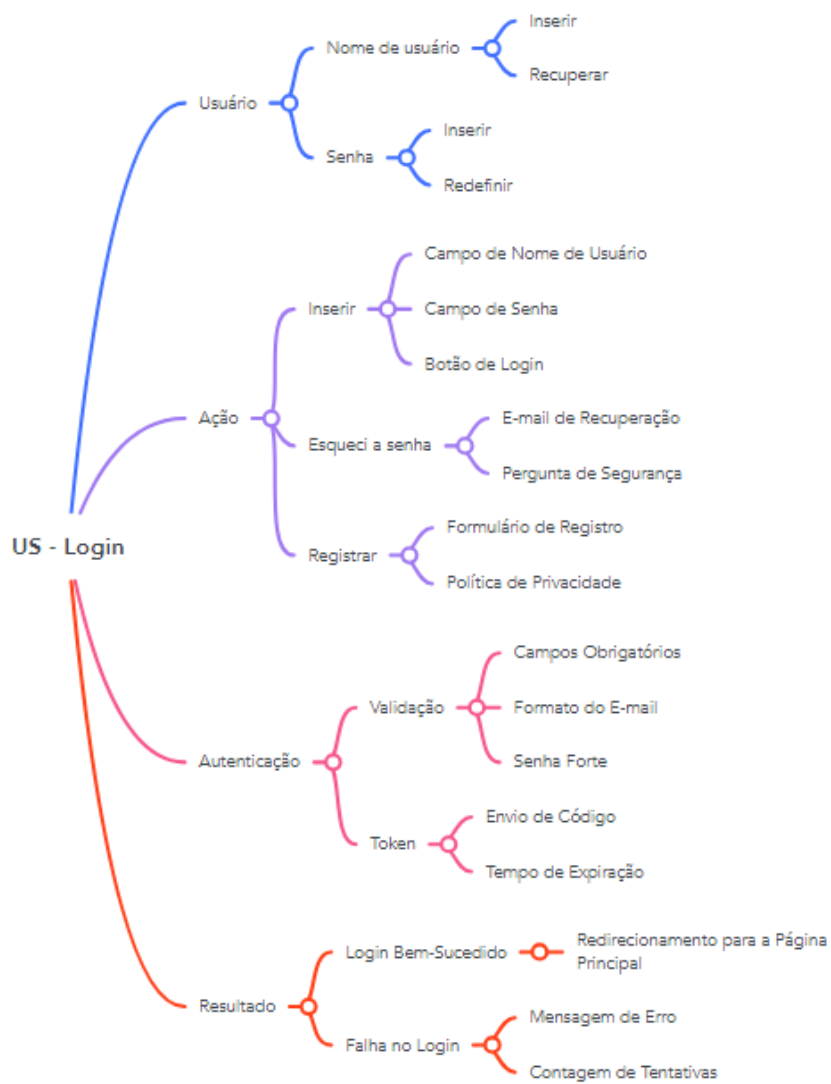 US - Login
Usuário
Nome de usuário
Inserir
Recuperar
Senha
Inserir
Redefinir
Ação
Inserir
Campo de Nome de Usuário
Campo de Senha
Botão de Login
Esqueci a senha
E-mail de Recuperação
Pergunta de Segurança
Registrar
Formulário de Registro
Política de Privacidade
Autenticação
Validação
Campos Obrigatórios
Formato do E-mail
Senha Forte
Token
Envio de Código
Tempo de Expiração
Resultado
Login Bem-Sucedido
Redirecionamento para a Página
Principal
Falha no Login
Mensagem de Erro
Contagem de Tentativas